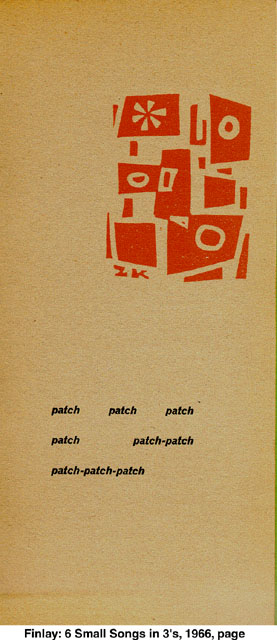 ZK
patch patch patch
patch patch-patch
patch-patch-patch
Finlay: 6 Small Songs in 3's, 1966, page